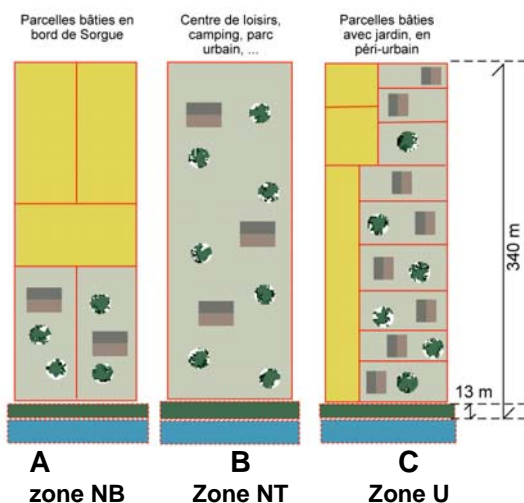 Parcelles bâties en
bord de Sorgue
Centre de loisirs,
camping, parc
urbain, ...
Parcelles bâties
avec jardin, en
péri-urbain
340 m
13 m
A
B
C
zone NB
Zone NT
Zone U